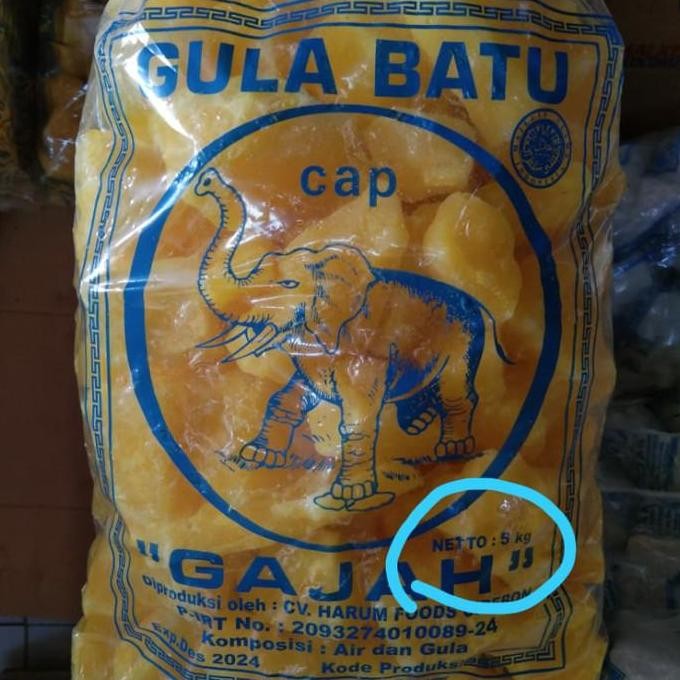 GULA BATU
cap
NETTO : 5 kg
"GAJAH"
Diproduksi oleh : CV. HARUM FOODS
P-IRT No. : 2093274010089-24
Komposisi : Air dan Gula
Exp.Des 2024
Kode Produksi